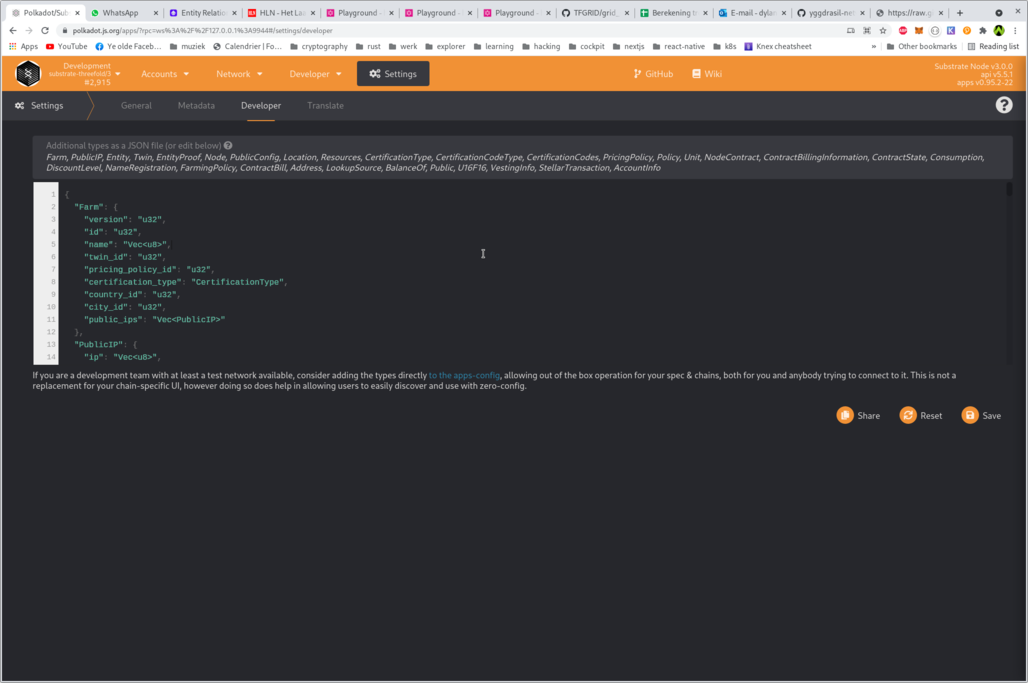 Polkadot/Sub
WhatsApp
Entity Relatio
HLN - Het La
Playground -
Playground -
Playground -
TFGRID/grid_
Berekening t
E-mail - dyla
yggdrasil-net
https://raw.g
polkadot.js.org/apps/?rpc=ws%3A%2F%2F127.0.0.1%3A9944#/settings/developer
Apps
YouTube
Ye olde Faceb...
muziek
Calendrier | Fo...
cryptography
rust
werk
explorer
learning
hacking
cockpit
nextjs
react-native
k8s
Knex cheatsheet
»
Other bookmarks
Reading list
Development
substrate-threefold/3
#2,915
Accounts
Network
Developer
Settings
GitHub
Wiki
Substrate Node v3.0.0
api v5.5.1
apps v0.95.2-22
Settings
General
Metadata
Developer
Translate
Additional types as a JSON file (or edit below)
Farm, PublicIP, Entity, Twin, EntityProof, Node, PublicConfig, Location, Resources, CertificationType, CertificationCodeType, CertificationCodes, PricingPolicy, Policy, Unit, NodeContract, ContractBillingInformation, ContractState, Consumption,
DiscountLevel, NameRegistration, FarmingPolicy, ContractBill, Address, LookupSource, BalanceOf, Public, U16F16, VestingInfo, StellarTransaction, AccountInfo
1 {
2 "Farm": {
3 "version": "u32",
4 "id": "u32",
5 "name": "Vec<u8>",
6 "twin_id": "u32",
7 "pricing_policy_id": "u32",
8 "certification_type": "CertificationType",
9 "country_id": "u32",
10 "city_id": "u32",
11 "public_ips": "Vec<PublicIP>"
12 },
13 "PublicIP": {
14 "ip": "Vec<u8>",
If you are a development team with at least a test network available, consider adding the types directly to the apps-config, allowing out of the box operation for your spec & chains, both for you and anybody trying to connect to it. This is not a
replacement for your chain-specific UI, however doing so does help in allowing users to easily discover and use with zero-config.
Share
Reset
Save